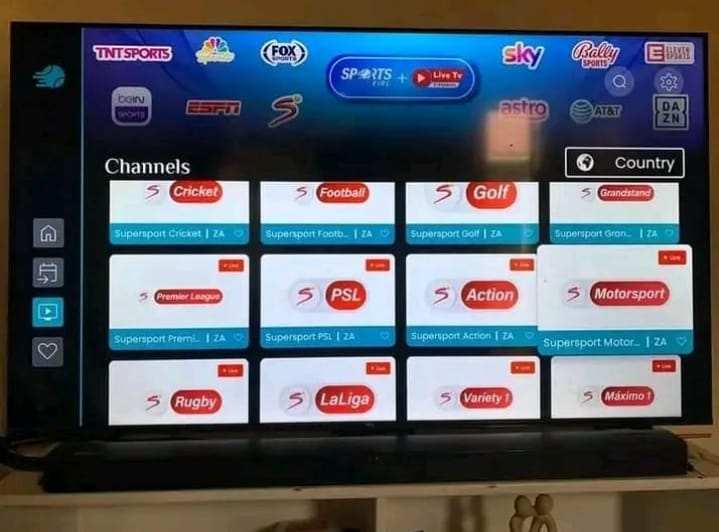 TNT SPORTS
FOX
SPORTS
SPORTS
FIRE
+
Live Tv
sky
Bally
SPORTS
ELEVEN
SPORTS
beIN
SPORTS
ESPN
S
astro
AT&T
DA
ZN
Channels
Country
S Cricket
S Football
S Golf
S Grandstand
Supersport Cricket | ZA
Supersport Footb... | ZA
Supersport Golf | ZA
Supersport Gran... | ZA
Live
Live
Live
Live
S Premier League
S PSL
S Action
S Motorsport
Supersport Premi... | ZA
Supersport PSL | ZA
Supersport Action | ZA
Supersport Motor... | ZA
Live
Live
Live
Live
S Rugby
S LaLiga
S Variety 1
S Máximo 1